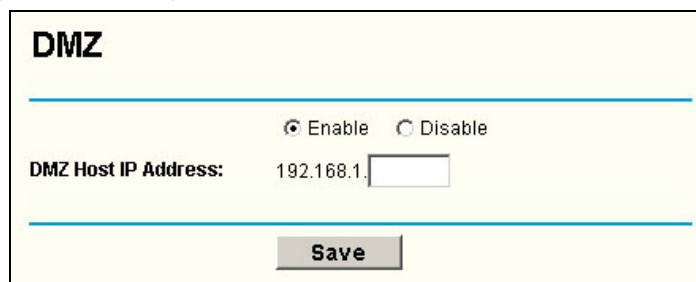 DMZ
Enable Disable
DMZ Host IP Address: 192.168.1.
Save